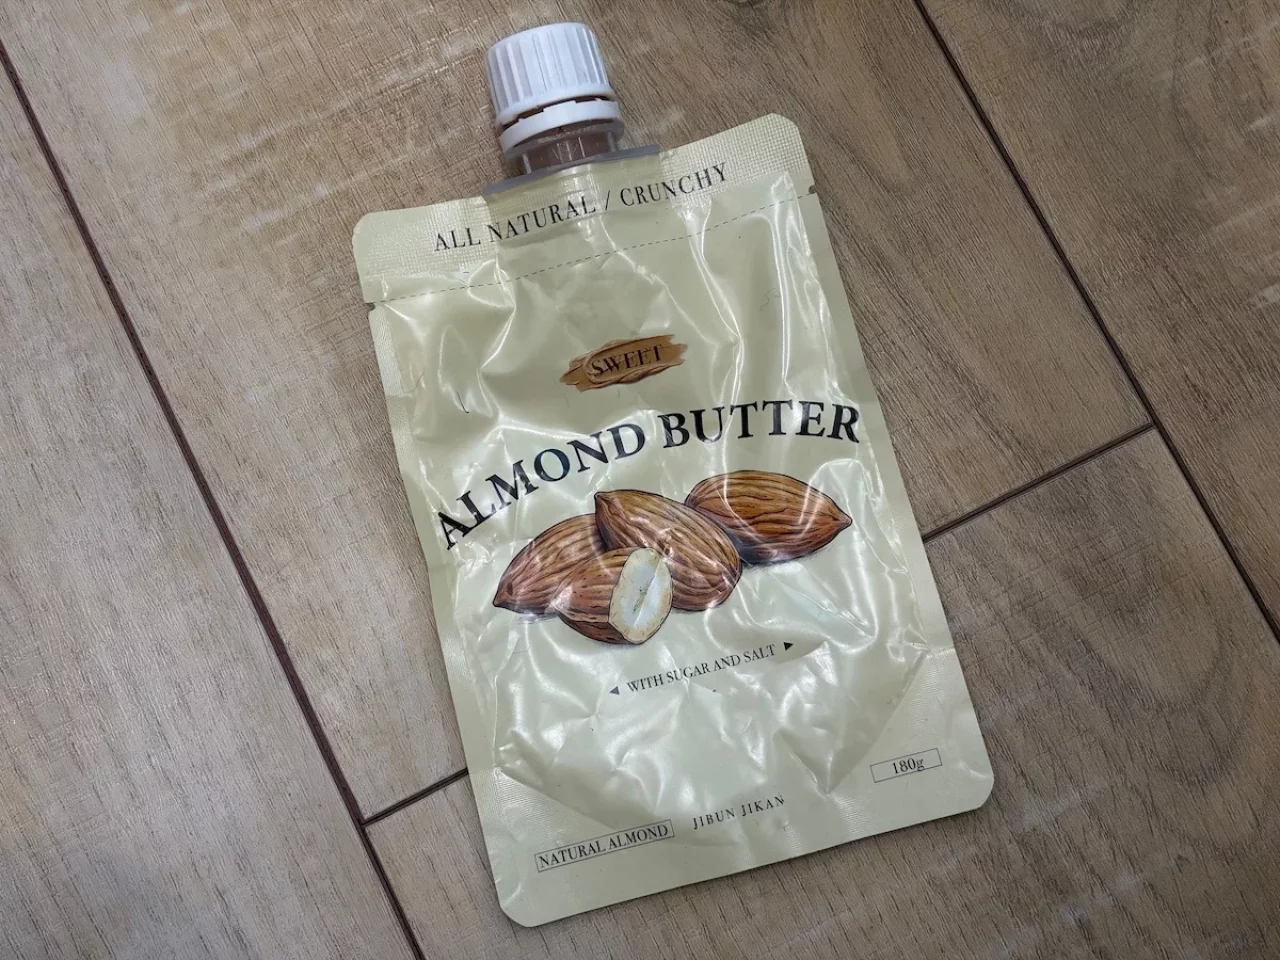 ALL NATURAL / CRUNCHY
SWEET
ALMOND BUTTER
◀ WITH SUGAR AND SALT ▶
180g
NATURAL ALMOND JIBUN JIKAN